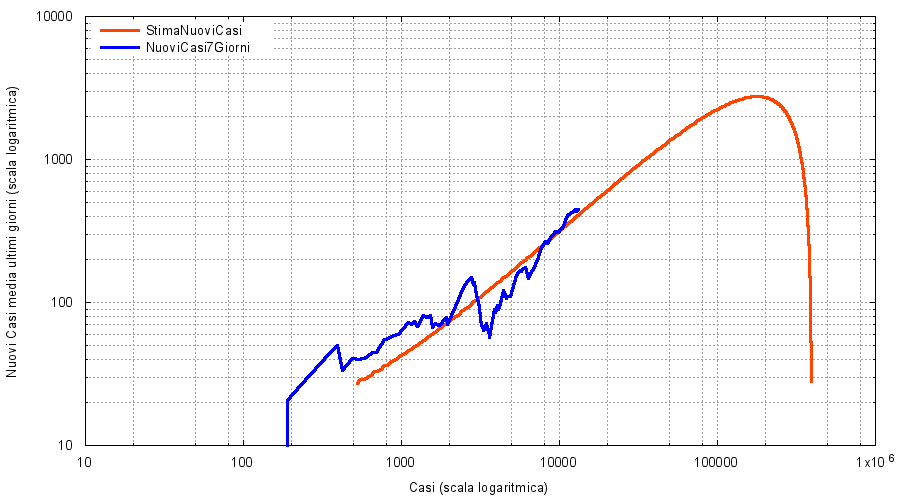 10000
StimaNuoviCasi
NuoviCasi7Giorni
1000
100
10
Nuovi Casi media ultimi giorni (scala logaritmica)
10 100 1000 10000 100000 1x10 6
Casi (scala logaritmica)